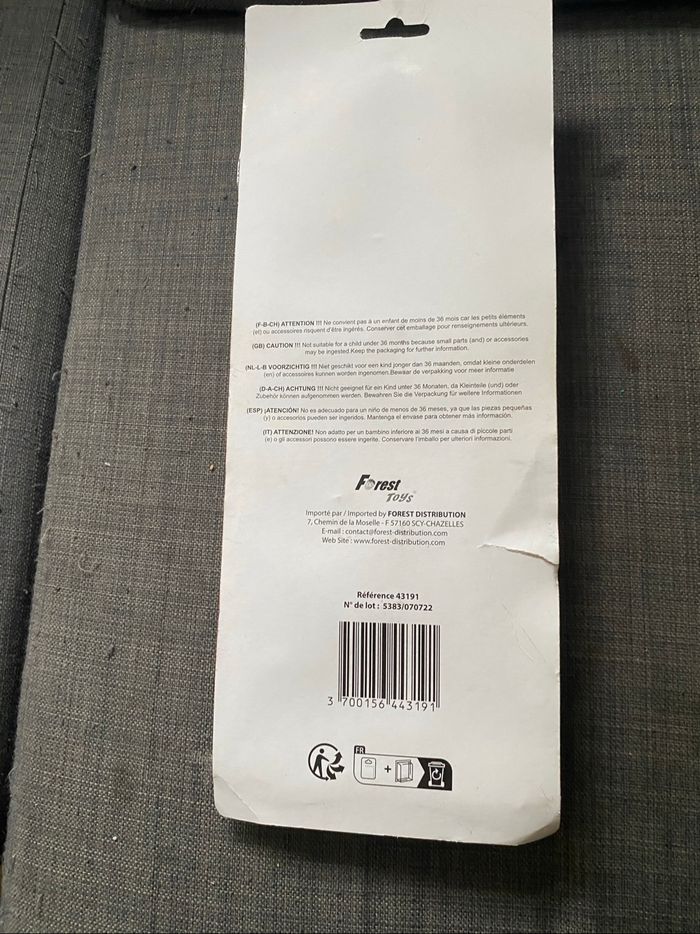 (F-B-CH) ATTENTION !!! Ne convient pas à un enfant de moins de 36 mois car les petits éléments
(et) ou accessoires risquent d'être ingérés. Conserver cet emballage pour renseignements ultérieurs.
(GB) CAUTION !!! Not suitable for a child under 36 months because small parts (and) or accessories
may be ingested.Keep the packaging for further information.
(NL-L-B VOORZICHTIG !!! Niet geschikt voor een kind jonger dan 36 maanden, omdat kleine onderdelen
(en) of accessoires kunnen worden ingenomen.Bewaar de verpakking voor meer informatie
(D-A-CH) ACHTUNG !!! Nicht geeignet für ein Kind unter 36 Monaten, da Kleinteile (und) oder
Zubehör können aufgenommen werden. Bewahren Sie die Verpackung für weitere Informationen
(ESP) ¡ATENCIÓN! No es adecuado para un niño de menos de 36 meses, ya que las piezas pequeñas
(y) o accesorios pueden ser ingeridos. Mantenga el envase para obtener más información.
(IT) ATTENZIONE! Non adatto per un bambino inferiore ai 36 mesi a causa di piccole parti
(e) o gli accessori possono essere ingerite. Conservare l'imballo per ulteriori informazioni.
Forest
Toys
Importé par / Imported by FOREST DISTRIBUTION
7, Chemin de la Moselle - F 57160 SCY-CHAZELLES
E-mail : contact@forest-distribution.com
Web Site : www.forest-distribution.com
Référence 43191
N° de lot : 5383/070722
3 700156 443191
FR
+